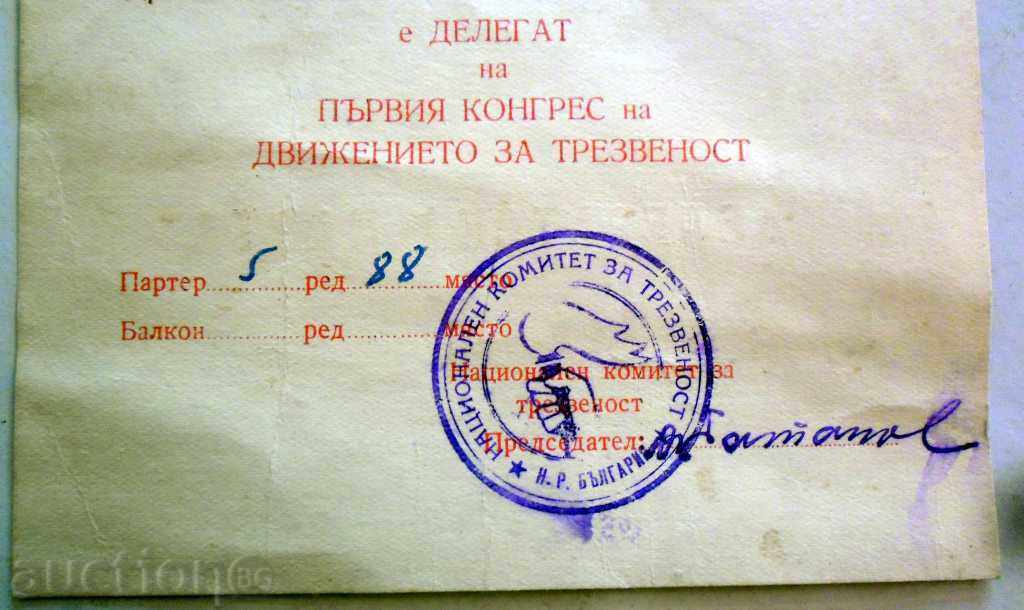 е ДЕЛЕГАТ
на
ПЪРВИЯ КОНГРЕС на
ДВИЖЕНИЕТО ЗА ТРЕЗВЕНОСТ
Партер 5 ред 88 място
Балкон ред място
Национален комитет за
трезвеност
Председател:
НАЦИОНАЛЕН КОМИТЕТ ЗА ТРЕЗВЕНОСТ
★ Н. Р. БЪЛГАРИЯ ★
auction.BG